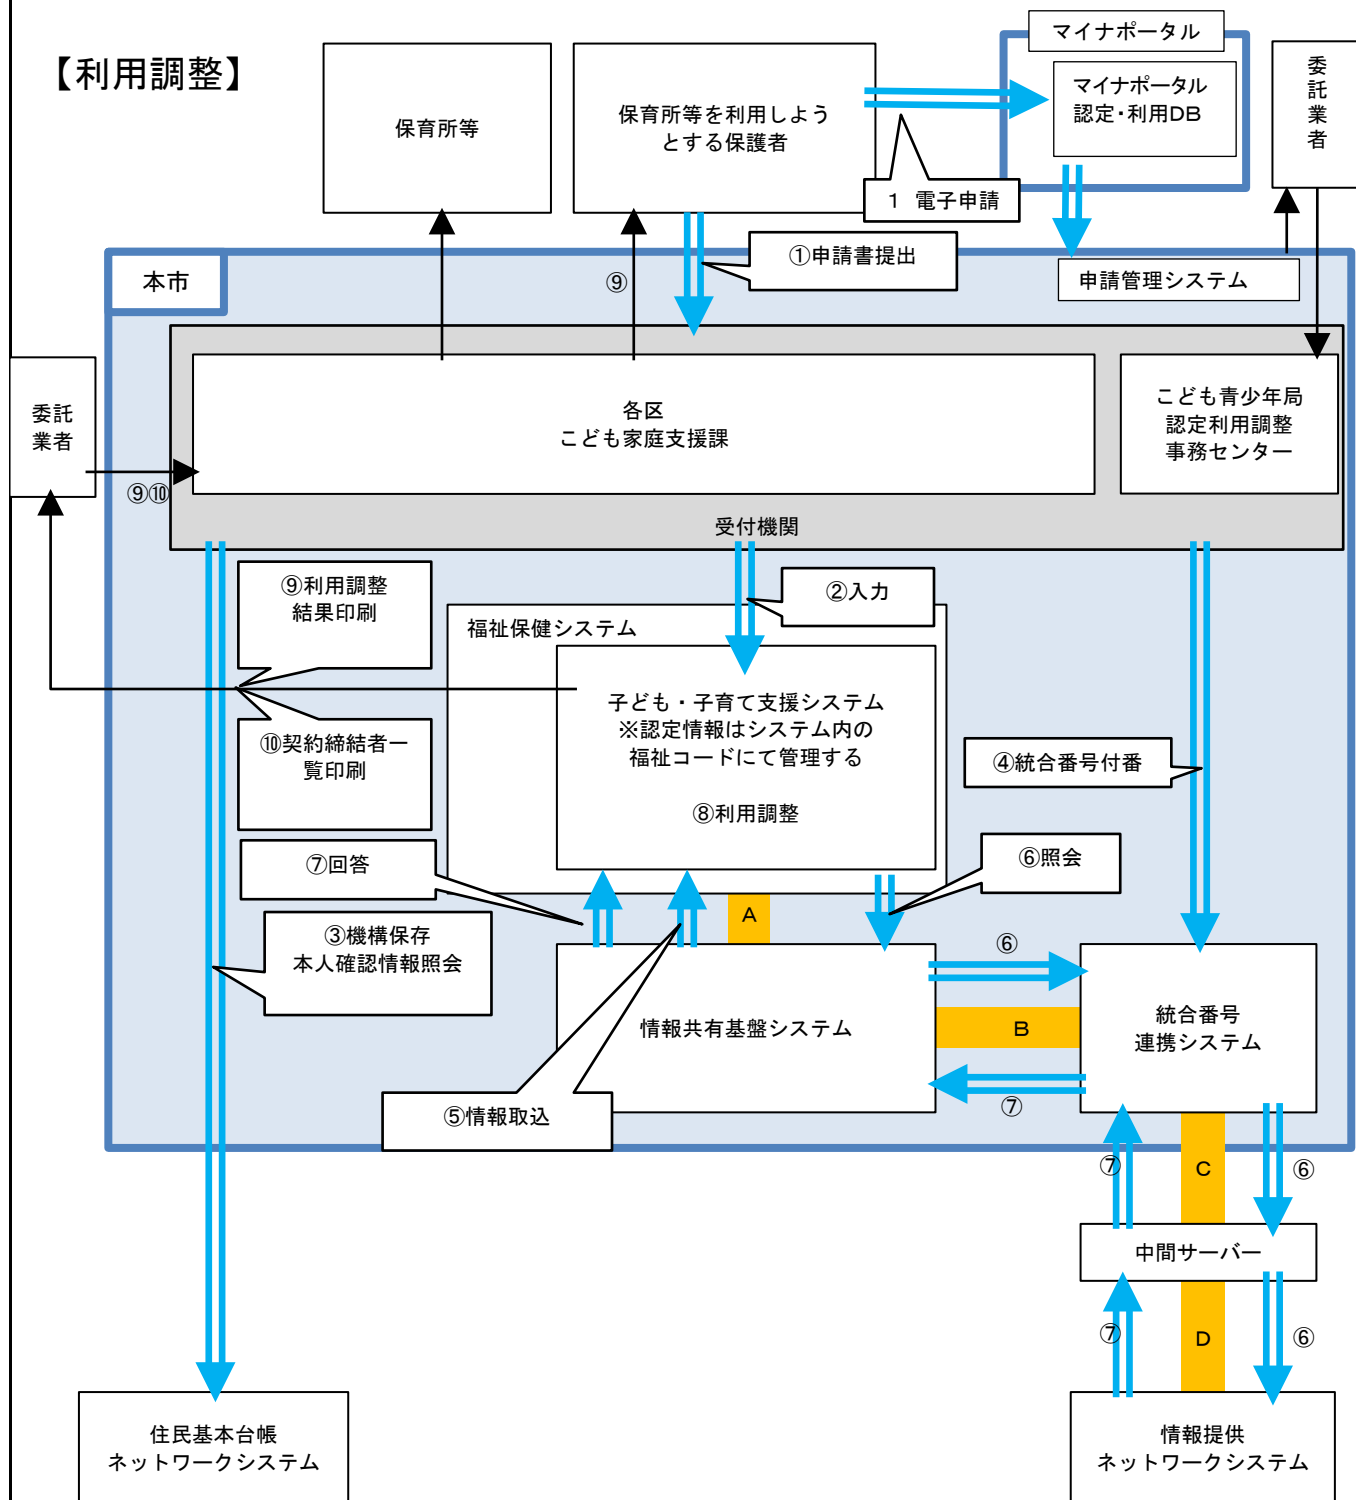 【利用調整】
保育所等
保育所等を利用しよう
とする保護者
マイナポータル
マイナポータル
認定・利用DB
委
託
業
者
1 電子申請
①申請書提出
⑨
本市
申請管理システム
委託
業者
⑨⑩
各区
こども家庭支援課
こども青少年局
認定利用調整
事務センター
受付機関
⑨利用調整
結果印刷
②入力
福祉保健システム
子ども・子育て支援システム
※認定情報はシステム内の
福祉コードにて管理する
⑧利用調整
⑩契約締結者一
覧印刷
④統合番号付番
⑦回答
⑥照会
A
③機構保存
本人確認情報照会
⑥
情報共有基盤システム
B
統合番号
連携システム
⑦
⑤情報取込
⑦
C
⑥
中間サーバー
⑦
D
⑥
住民基本台帳
ネットワークシステム
情報提供
ネットワークシステム